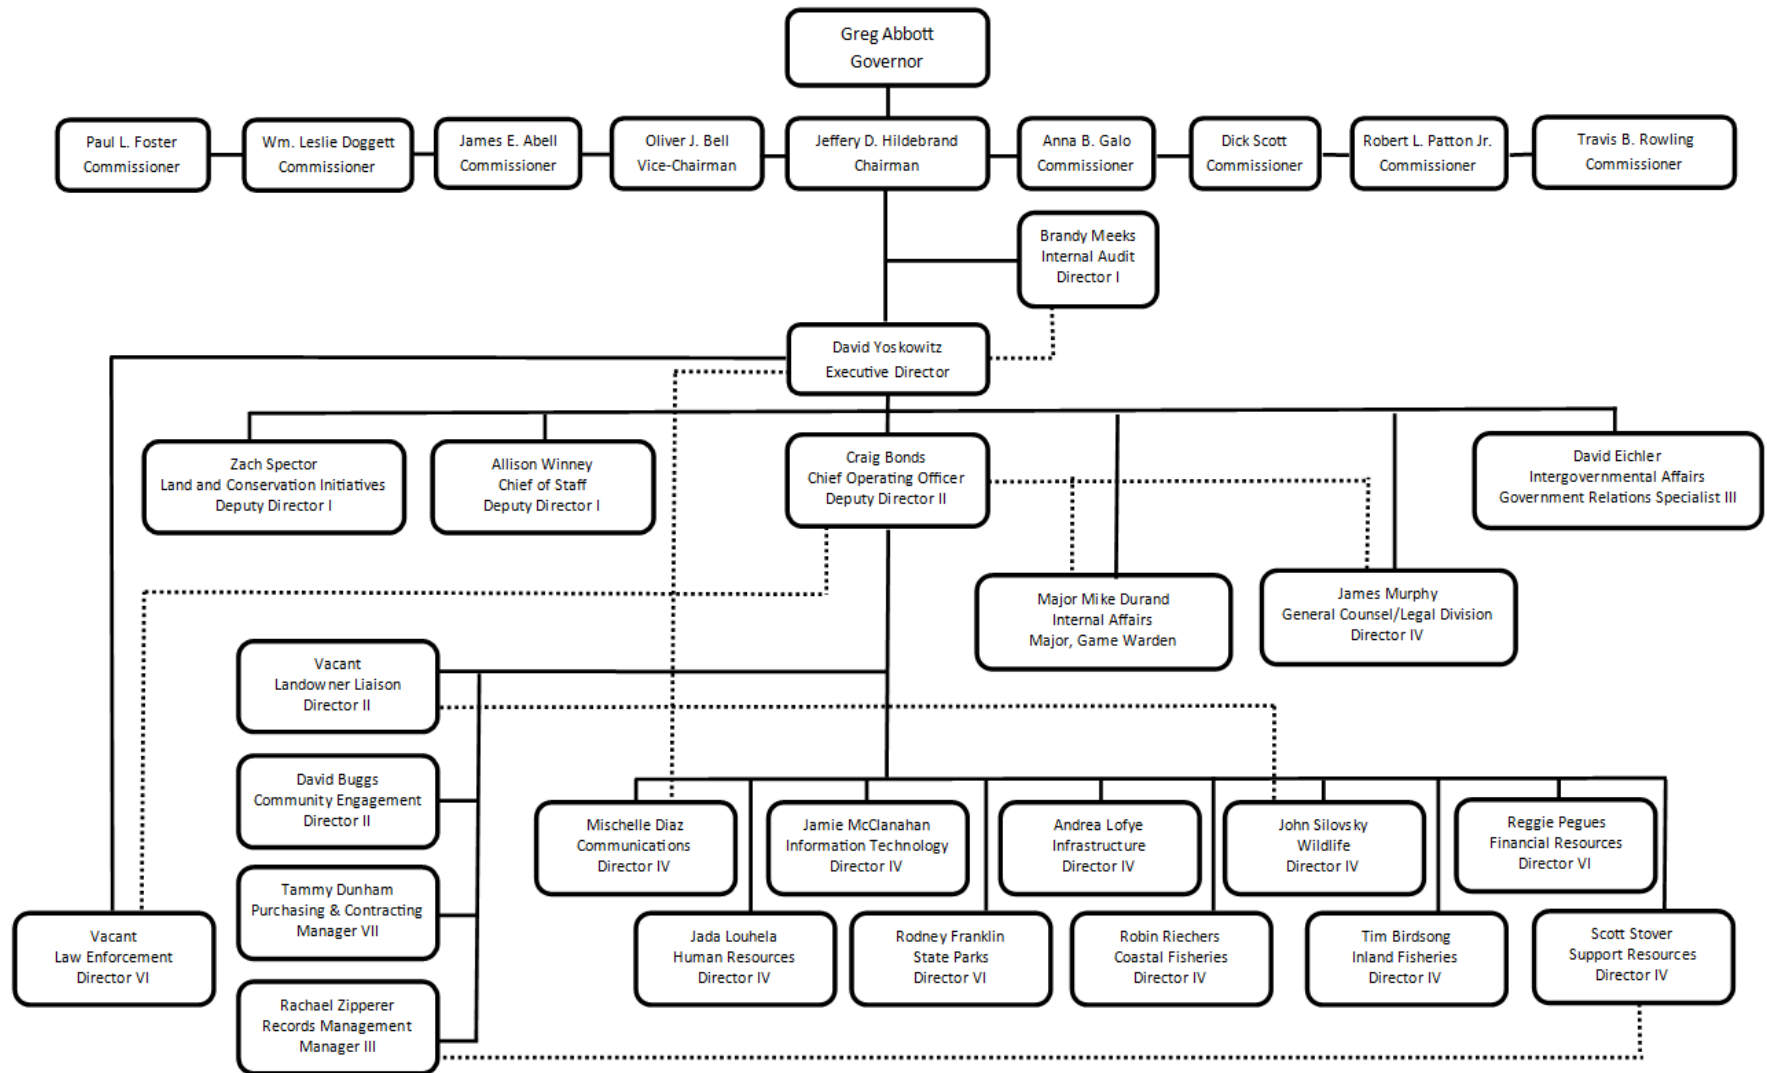 Greg Abbott
Governor
Paul L. Foster
Commissioner
Wm. Leslie Doggett
Commissioner
James E. Abell
Commissioner
Oliver J. Bell
Vice-Chairman
Jeffery D. Hildebrand
Chairman
Anna B. Galo
Commissioner
Dick Scott
Commissioner
Robert L. Patton Jr.
Commissioner
Travis B. Rowling
Commissioner
Brandy Meeks
Internal Audit
Director I
David Yoskowitz
Executive Director
Zach Spector
Land and Conservation Initiatives
Deputy Director I
Allison Winney
Chief of Staff
Deputy Director I
Craig Bonds
Chief Operating Officer
Deputy Director II
David Eichler
Intergovernmental Affairs
Government Relations Specialist III
Major Mike Durand
Internal Affairs
Major, Game Warden
James Murphy
General Counsel/Legal Division
Director IV
Vacant
Landowner Liaison
Director II
David Buggs
Community Engagement
Director II
Tammy Dunham
Purchasing & Contracting
Manager VII
Rachael Zipperer
Records Management
Manager III
Vacant
Law Enforcement
Director VI
Mischelle Diaz
Communications
Director IV
Jamie McClanahan
Information Technology
Director IV
Andrea Lofye
Infrastructure
Director IV
John Silovsky
Wildlife
Director IV
Reggie Pegues
Financial Resources
Director VI
Jada Louhela
Human Resources
Director IV
Rodney Franklin
State Parks
Director VI
Robin Riechers
Coastal Fisheries
Director IV
Tim Birdsong
Inland Fisheries
Director IV
Scott Stover
Support Resources
Director IV